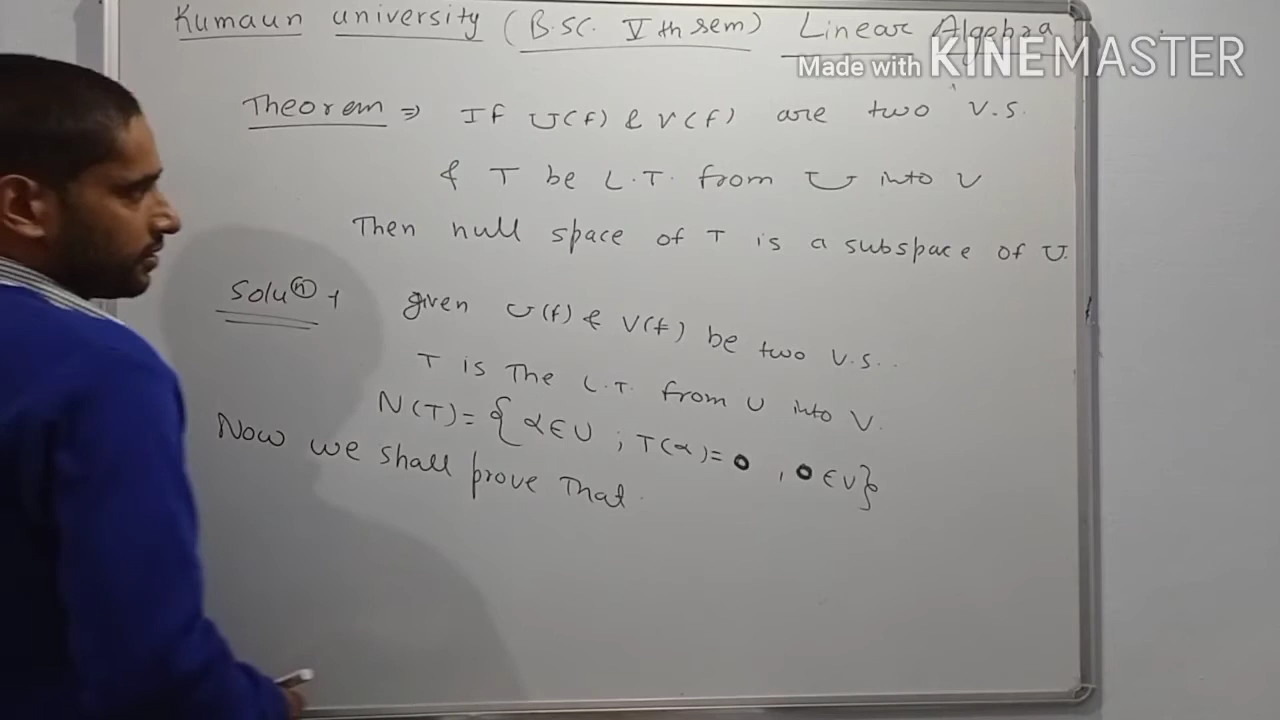 Kumaun university (B.SC. Vth sem) Linear Algebra
Made with KINEMASTER
Theorem ⇒ If U(f) & V(f) are two V.S.
& T be L.T. from U into V
Then null space of T is a subspace of U.
Soluⁿ → given U(f) & V(f) be two V.S..
T is The L.T. from U into V.
N(T) = { α ∈ U ; T(α) = 0 , 0 ∈ V }
Now we shall prove That